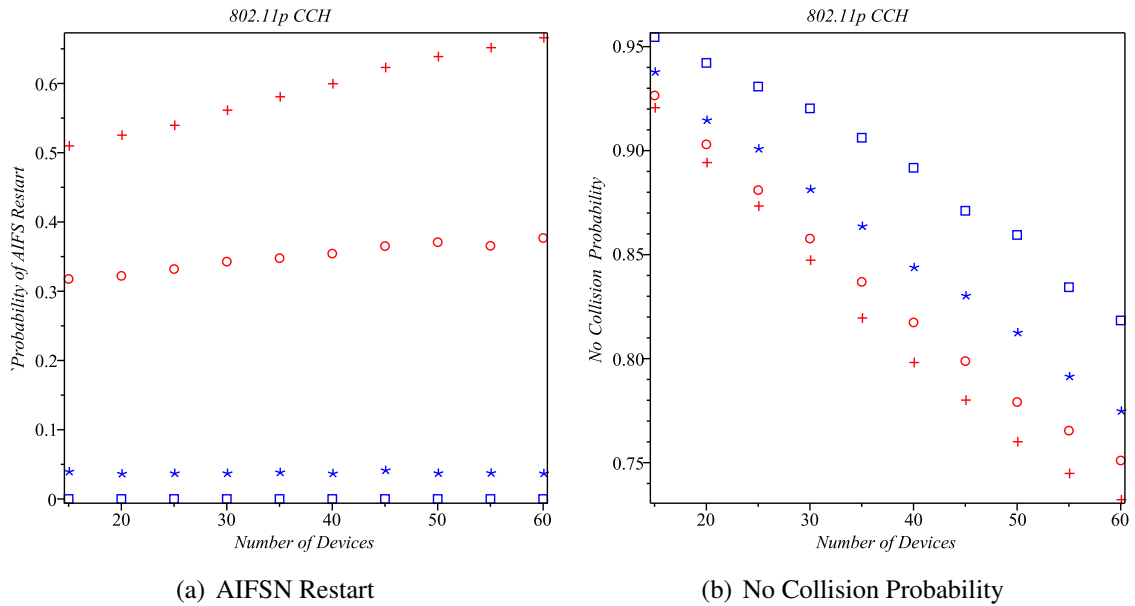 802.11p CCH
0.6
0.5
0.4
0.3
0.2
0.1
0
`Probability of AIFS Restart
20 30 40 50 60
Number of Devices
(a) AIFSN Restart
802.11p CCH
0.95
0.90
0.85
0.80
0.75
No Collision Probability
20 30 40 50 60
Number of Devices
(b) No Collision Probability